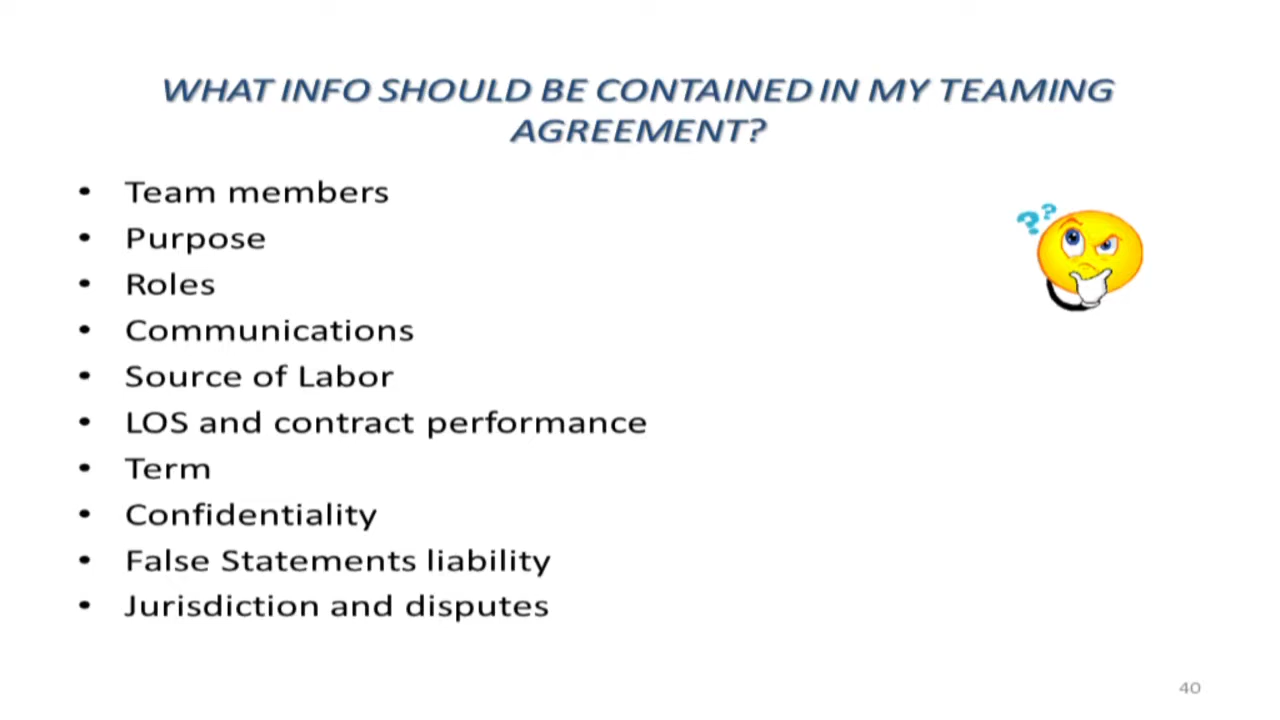 WHAT INFO SHOULD BE CONTAINED IN MY TEAMING
AGREEMENT?
• Team members
• Purpose
• Roles
• Communications
• Source of Labor
• LOS and contract performance
• Term
• Confidentiality
• False Statements liability
• Jurisdiction and disputes
??
40